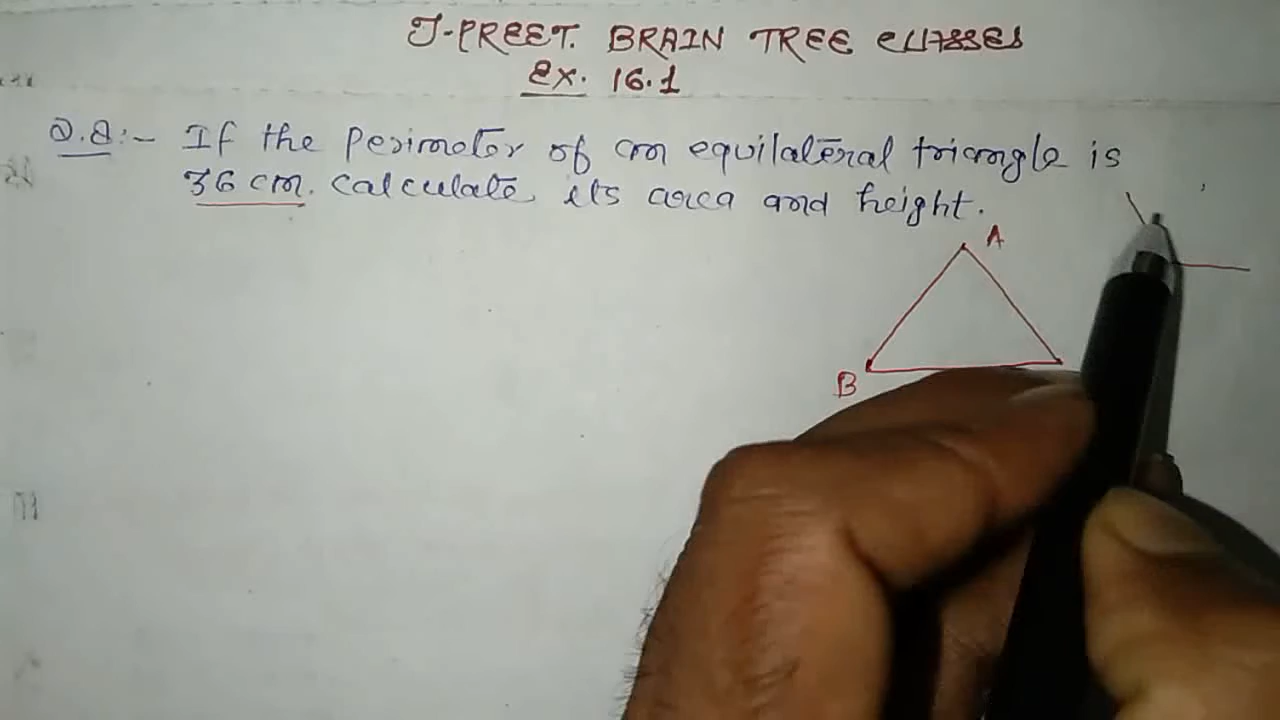 J-PREET. BRAIN TREE CLASSES
Ex. 16.1
Q.8:- If the Perimeter of an equilateral triangle is
36 cm. calculate its area and height.
A
B